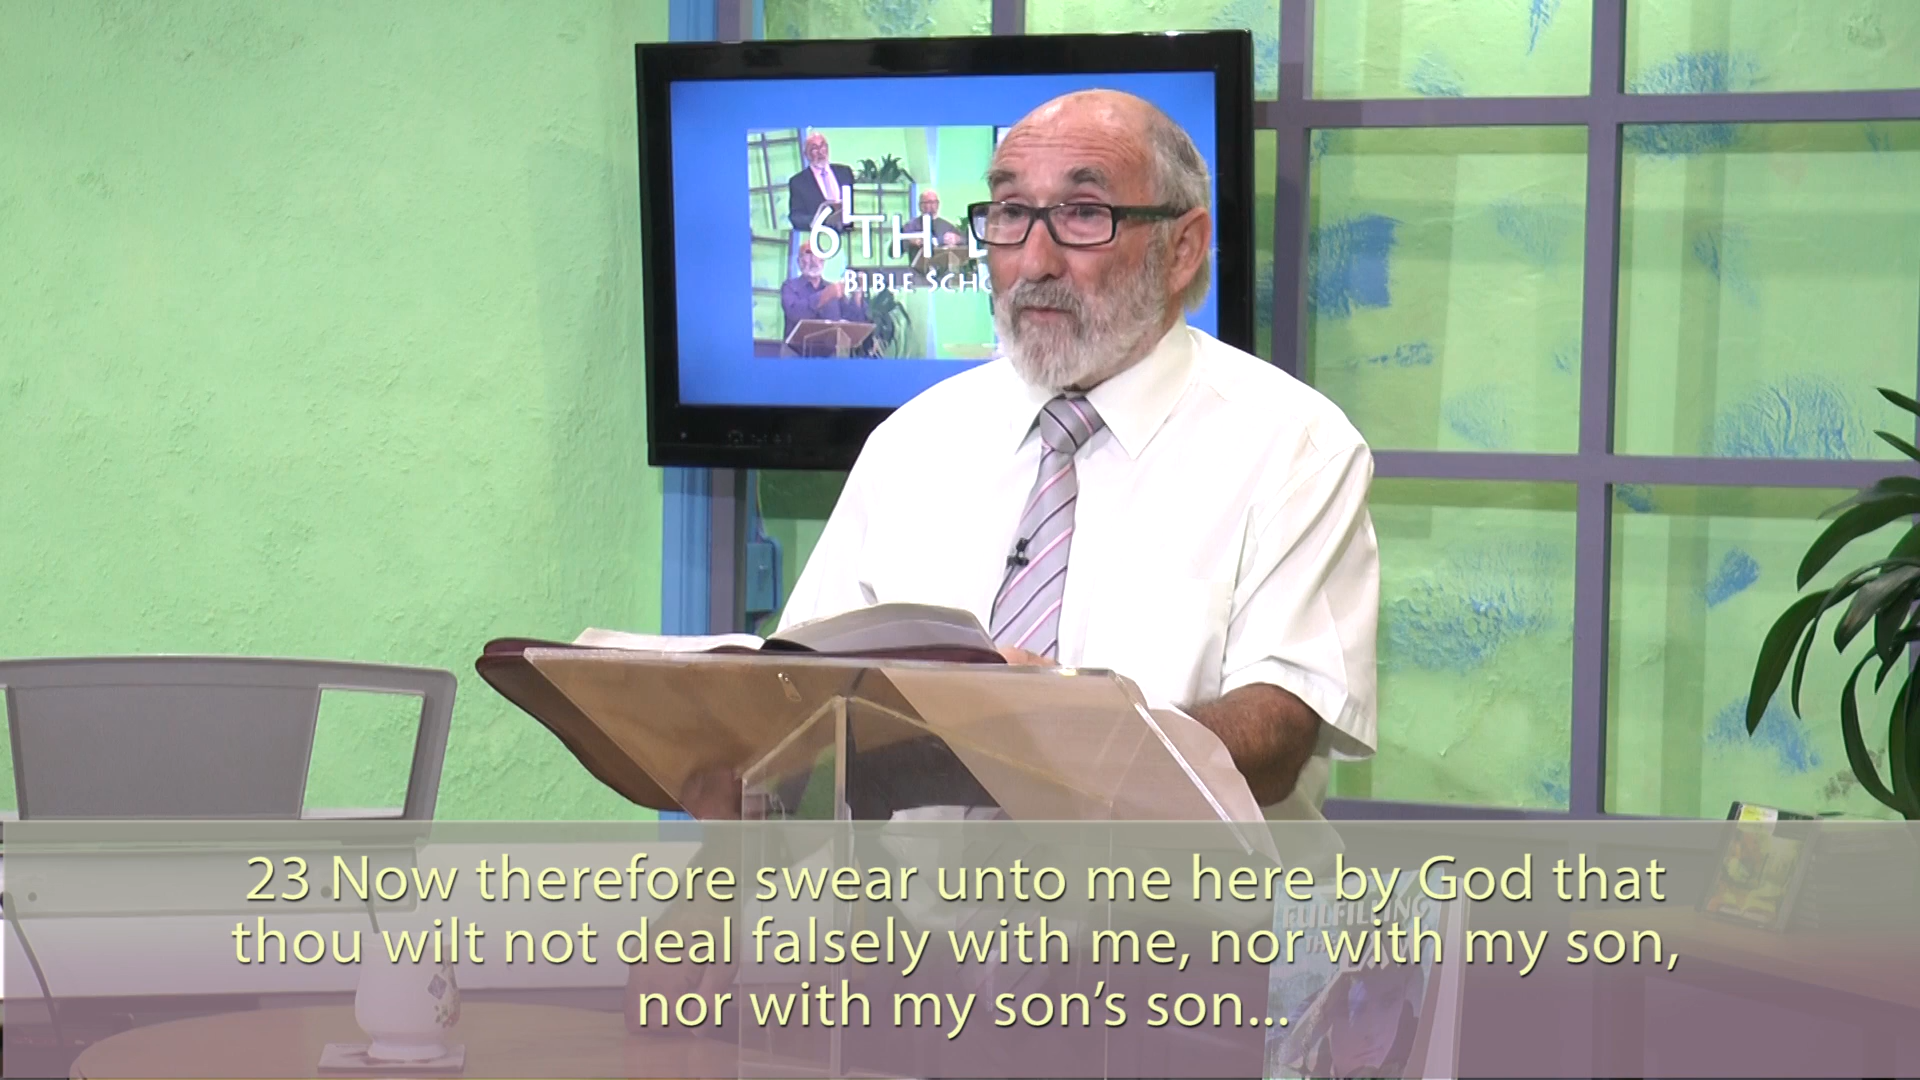 6TH
BIBLE
23 Now therefore swear unto me here by God that
thou wilt not deal falsely with me, nor with my son,
nor with my son’s son...
FULFILLING